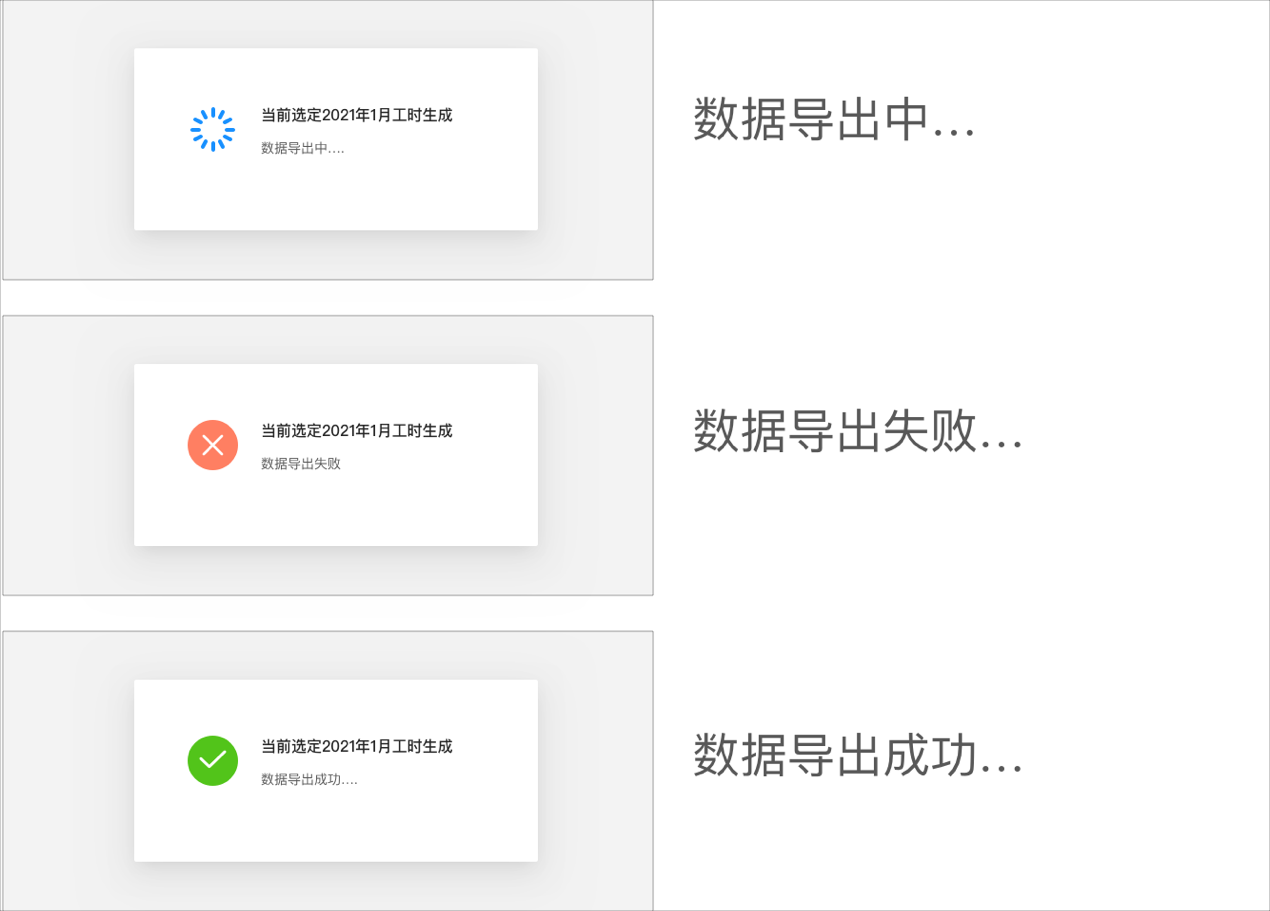 当前选定2021年1月工时生成
数据导出中....
数据导出中...
当前选定2021年1月工时生成
数据导出失败
数据导出失败...
当前选定2021年1月工时生成
数据导出成功....
数据导出成功...